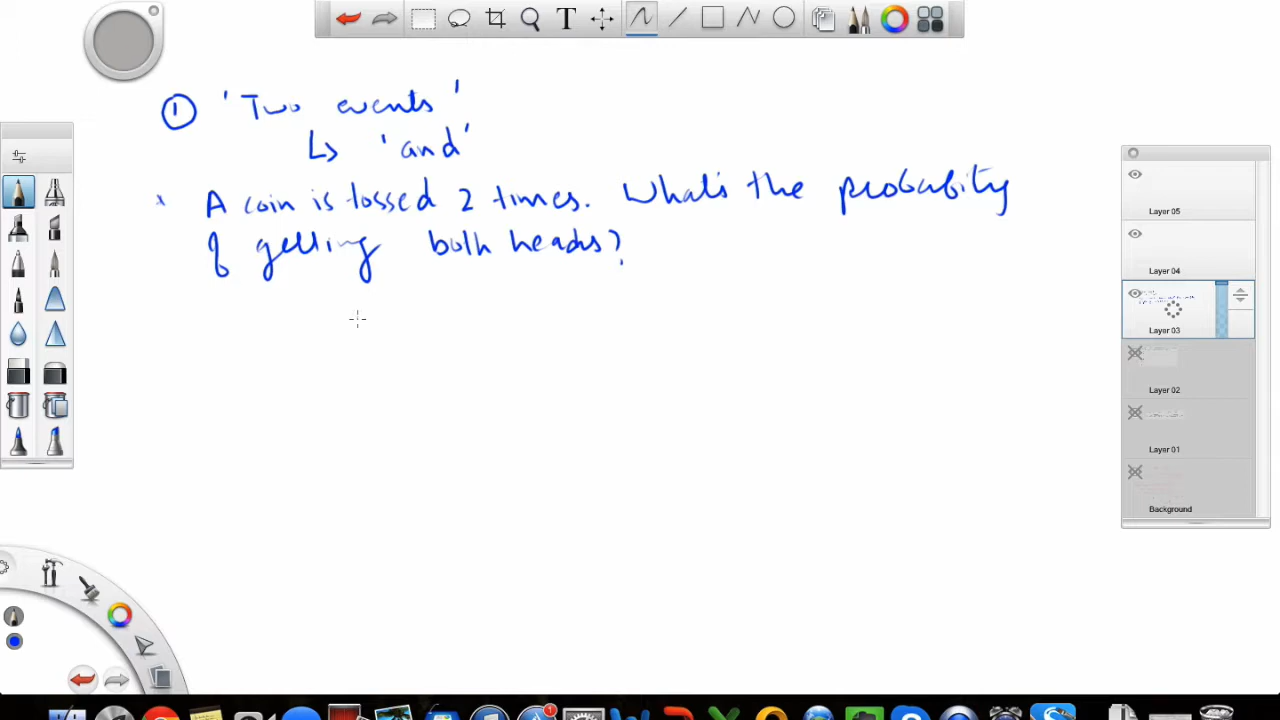 ① 'Two events'
↳ 'and'
A coin is tossed 2 times. What's the probability
of getting both heads?
T
Layer 05
Layer 04
Layer 03
Layer 02
Layer 01
Background
1